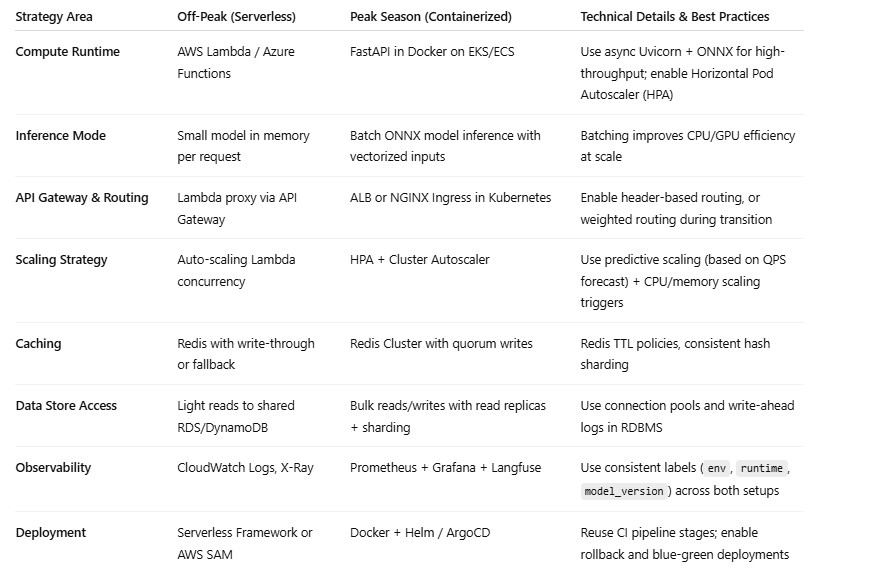 Strategy Area Off-Peak (Serverless) Peak Season (Containerized) Technical Details & Best Practices
Compute Runtime AWS Lambda / Azure FastAPI in Docker on EKS/ECS Use async Uvicorn + ONNX for high-
Functions throughput; enable Horizontal Pod
Autoscaler (HPA)
Inference Mode Small model in memory Batch ONNX model inference with Batching improves CPU/GPU efficiency
per request vectorized inputs at scale
API Gateway & Routing Lambda proxy via API ALB or NGINX Ingress in Kubernetes Enable header-based routing, or
Gateway weighted routing during transition
Scaling Strategy Auto-scaling Lambda HPA + Cluster Autoscaler Use predictive scaling (based on QPS
concurrency forecast) + CPU/memory scaling
triggers
Caching Redis with write-through Redis Cluster with quorum writes Redis TTL policies, consistent hash
or fallback sharding
Data Store Access Light reads to shared Bulk reads/writes with read replicas Use connection pools and write-ahead
RDS/DynamoDB + sharding logs in RDBMS
Observability CloudWatch Logs, X-Ray Prometheus + Grafana + Langfuse Use consistent labels ( env , runtime ,
model_version ) across both setups
Deployment Serverless Framework or Docker + Helm / ArgoCD Reuse CI pipeline stages; enable
AWS SAM rollback and blue-green deployments